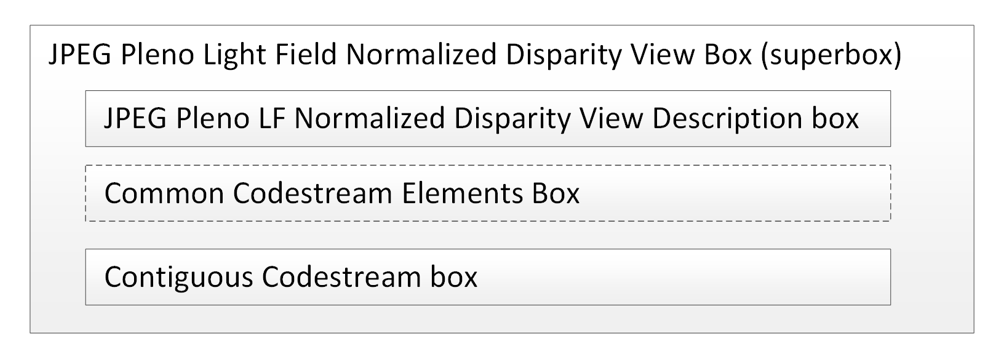 JPEG Pleno Light Field Normalized Disparity View Box (superbox)
JPEG Pleno LF Normalized Disparity View Description box
Common Codestream Elements Box
Contiguous Codestream box